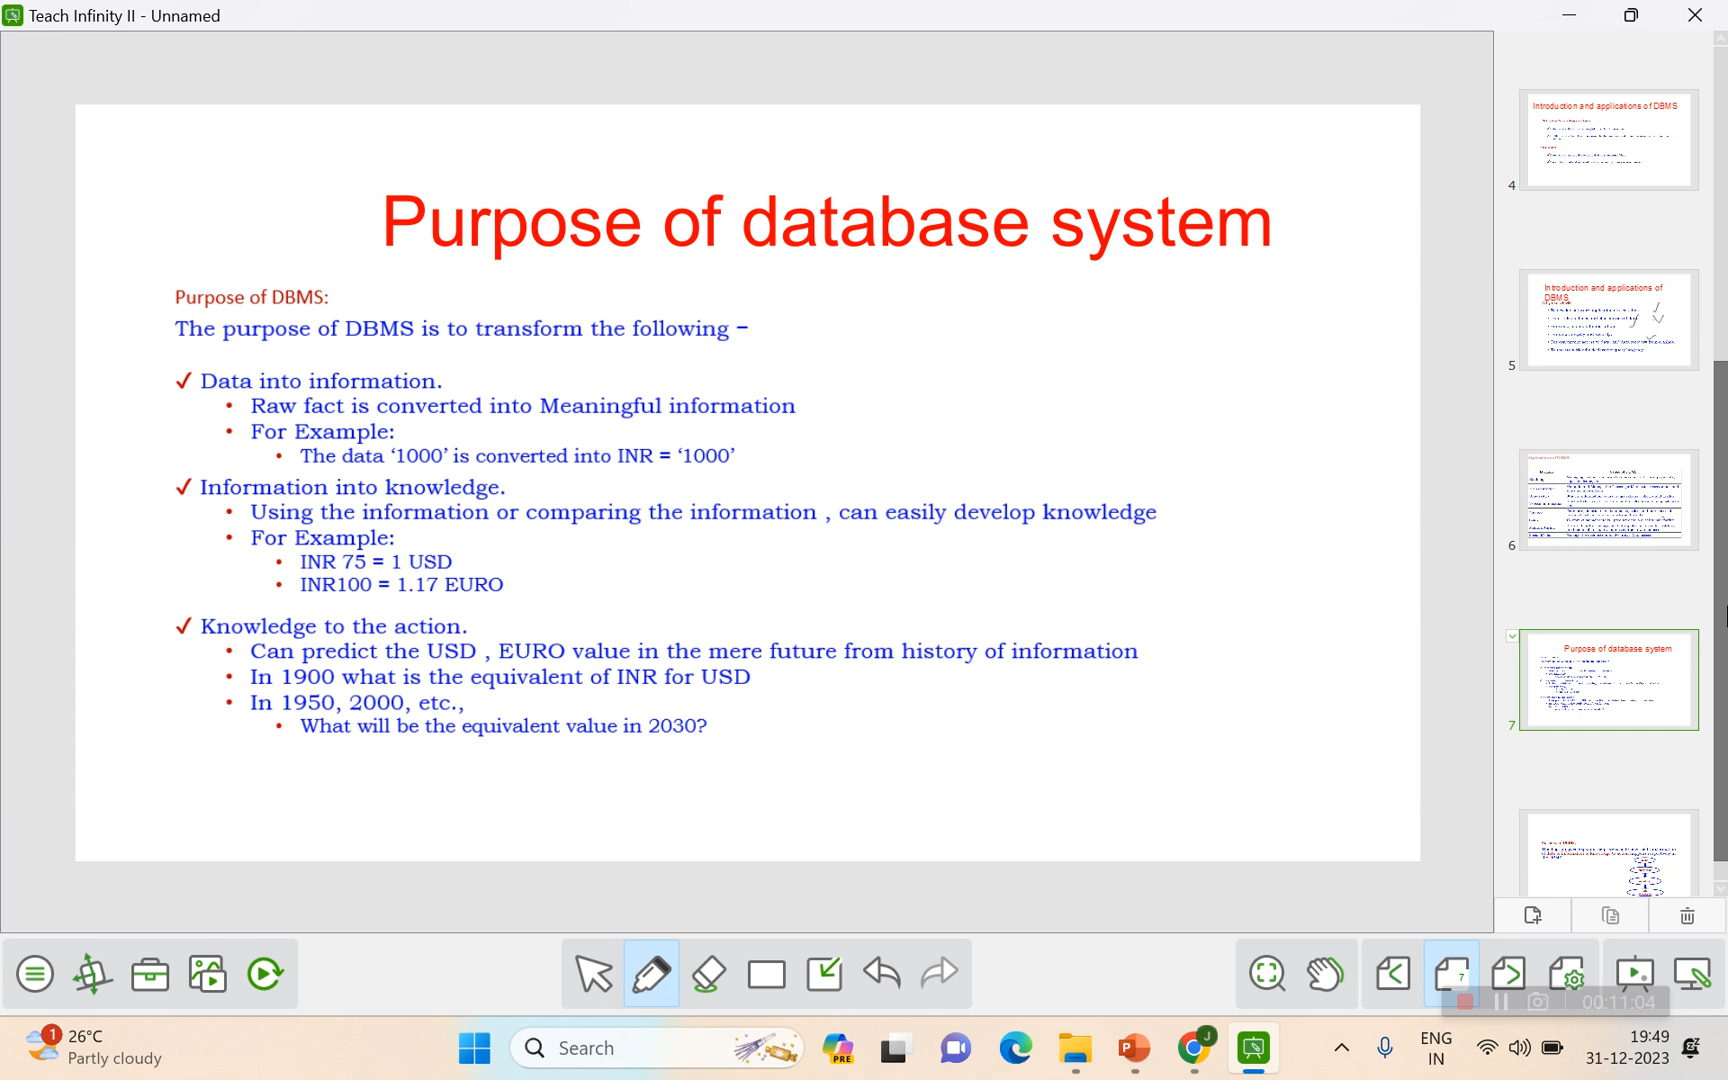 Teach Infinity II - Unnamed
Purpose of database system
Purpose of DBMS:
The purpose of DBMS is to transform the following –
✓ Data into information.
• Raw fact is converted into Meaningful information
• For Example:
• The data ‘1000’ is converted into INR = ‘1000’
✓ Information into knowledge.
• Using the information or comparing the information , can easily develop knowledge
• For Example:
• INR 75 = 1 USD
• INR100 = 1.17 EURO
✓ Knowledge to the action.
• Can predict the USD , EURO value in the mere future from history of information
• In 1900 what is the equivalent of INR for USD
• In 1950, 2000, etc.,
• What will be the equivalent value in 2030?
Introduction and applications of DBMS
4
Introduction and applications of
DBMS
5
6
Purpose of database system
7
7
00:11:04
1
26°C
Partly cloudy
Search
PRE
ENG
IN
19:49
31-12-2023